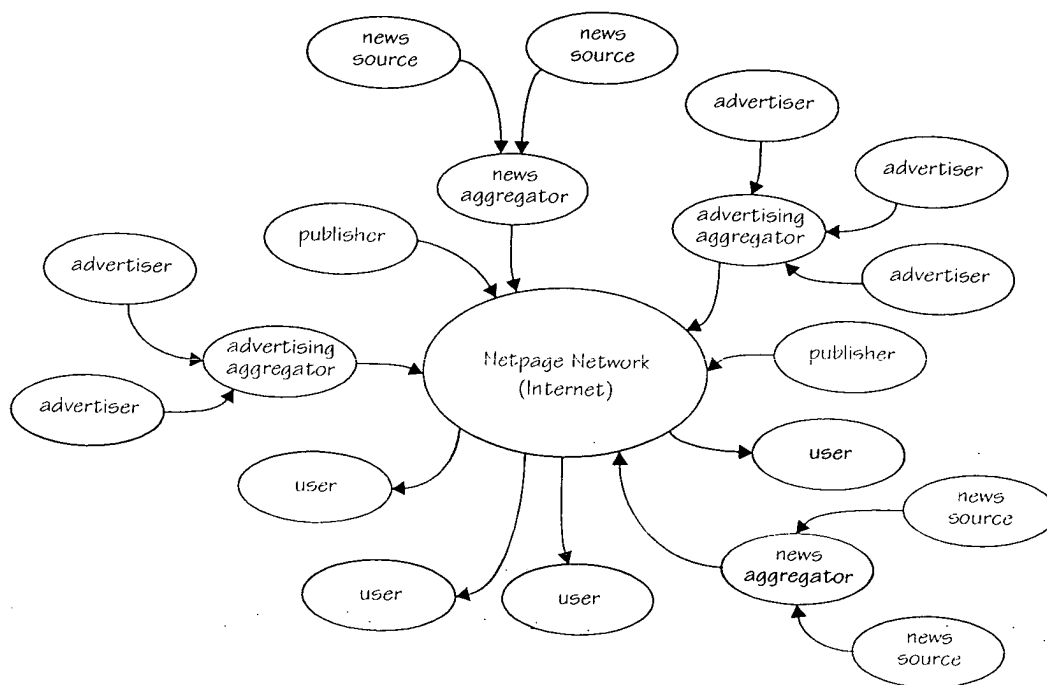 news
source
news
source
advertiser
news
aggregator
advertiser
publisher
advertising
aggregator
advertiser
advertiser
Netpage Network
(Internet)
advertising
aggregator
publisher
advertiser
user
user
news
source
news
aggregator
user
user
news
source